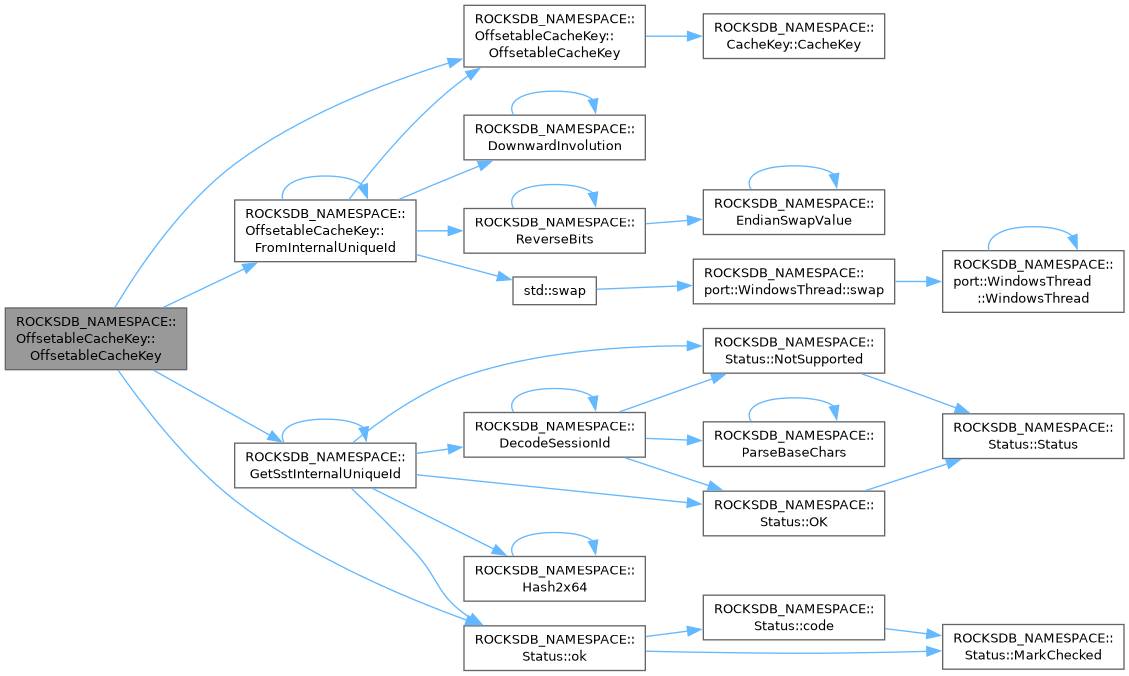 ROCKSDB_NAMESPACE::
OffsetableCacheKey::
OffsetableCacheKey
ROCKSDB_NAMESPACE::
OffsetableCacheKey::
FromInternalUniqueId
ROCKSDB_NAMESPACE::
GetSstInternalUniqueId
ROCKSDB_NAMESPACE::
OffsetableCacheKey::
OffsetableCacheKey
ROCKSDB_NAMESPACE::
DownwardInvolution
ROCKSDB_NAMESPACE::
ReverseBits
std::swap
ROCKSDB_NAMESPACE::
DecodeSessionId
ROCKSDB_NAMESPACE::
Hash2x64
ROCKSDB_NAMESPACE::
Status::ok
ROCKSDB_NAMESPACE::
CacheKey::CacheKey
ROCKSDB_NAMESPACE::
EndianSwapValue
ROCKSDB_NAMESPACE::
port::WindowsThread::swap
ROCKSDB_NAMESPACE::
Status::NotSupported
ROCKSDB_NAMESPACE::
ParseBaseChars
ROCKSDB_NAMESPACE::
Status::OK
ROCKSDB_NAMESPACE::
Status::code
ROCKSDB_NAMESPACE::
port::WindowsThread
::WindowsThread
ROCKSDB_NAMESPACE::
Status::Status
ROCKSDB_NAMESPACE::
Status::MarkChecked